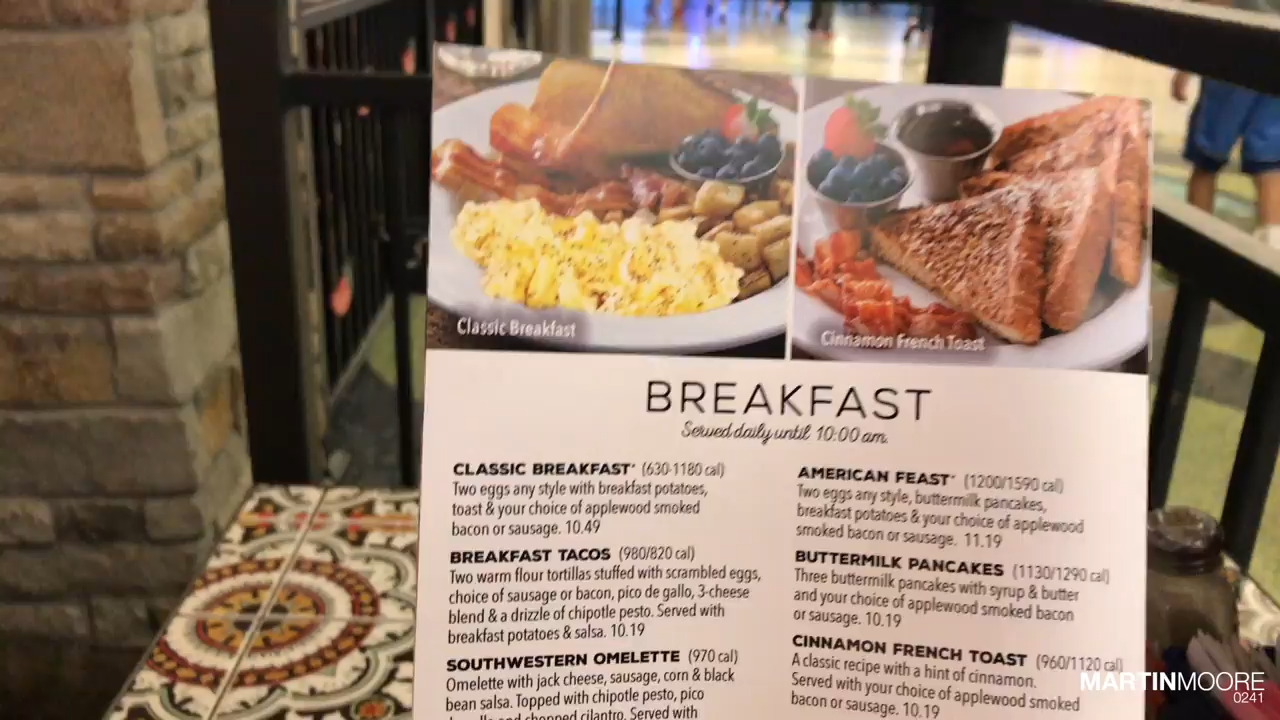 Classic Breakfast
Cinnamon French Toast
BREAKFAST
Served daily until 10:00 am.
CLASSIC BREAKFAST* (630-1180 cal)
Two eggs any style with breakfast potatoes,
toast & your choice of applewood smoked
bacon or sausage. 10.49
BREAKFAST TACOS (980/820 cal)
Two warm flour tortillas stuffed with scrambled eggs,
choice of sausage or bacon, pico de gallo, 3-cheese
blend & a drizzle of chipotle pesto. Served with
breakfast potatoes & salsa. 10.19
SOUTHWESTERN OMELETTE (970 cal)
Omelette with jack cheese, sausage, corn & black
bean salsa. Topped with chipotle pesto, pico
chopped cilantro. Served with
AMERICAN FEAST* (1200/1590 cal)
Two eggs any style, buttermilk pancakes,
breakfast potatoes & your choice of applewood
smoked bacon or sausage. 11.19
BUTTERMILK PANCAKES (1130/1290 cal)
Three buttermilk pancakes with syrup & butter
and your choice of applewood smoked bacon
or sausage. 10.19
CINNAMON FRENCH TOAST (960/1120 cal)
A classic recipe with a hint of cinnamon.
Served with your choice of applewood smoked
bacon or sausage. 10.19
MARTINMOORE
0241